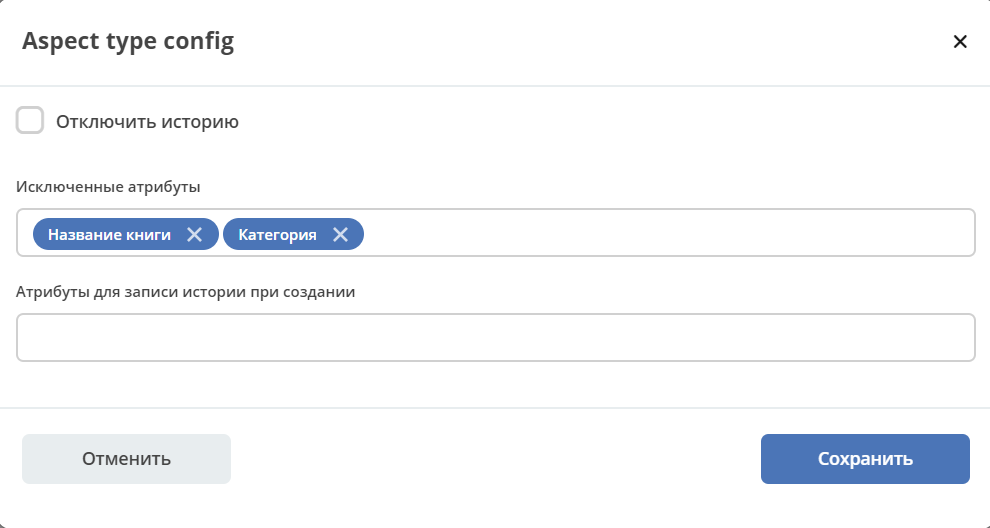 Aspect type config
Отключить историю
Исключенные атрибуты
Название книги Категория
Атрибуты для записи истории при создании
Отменить Сохранить